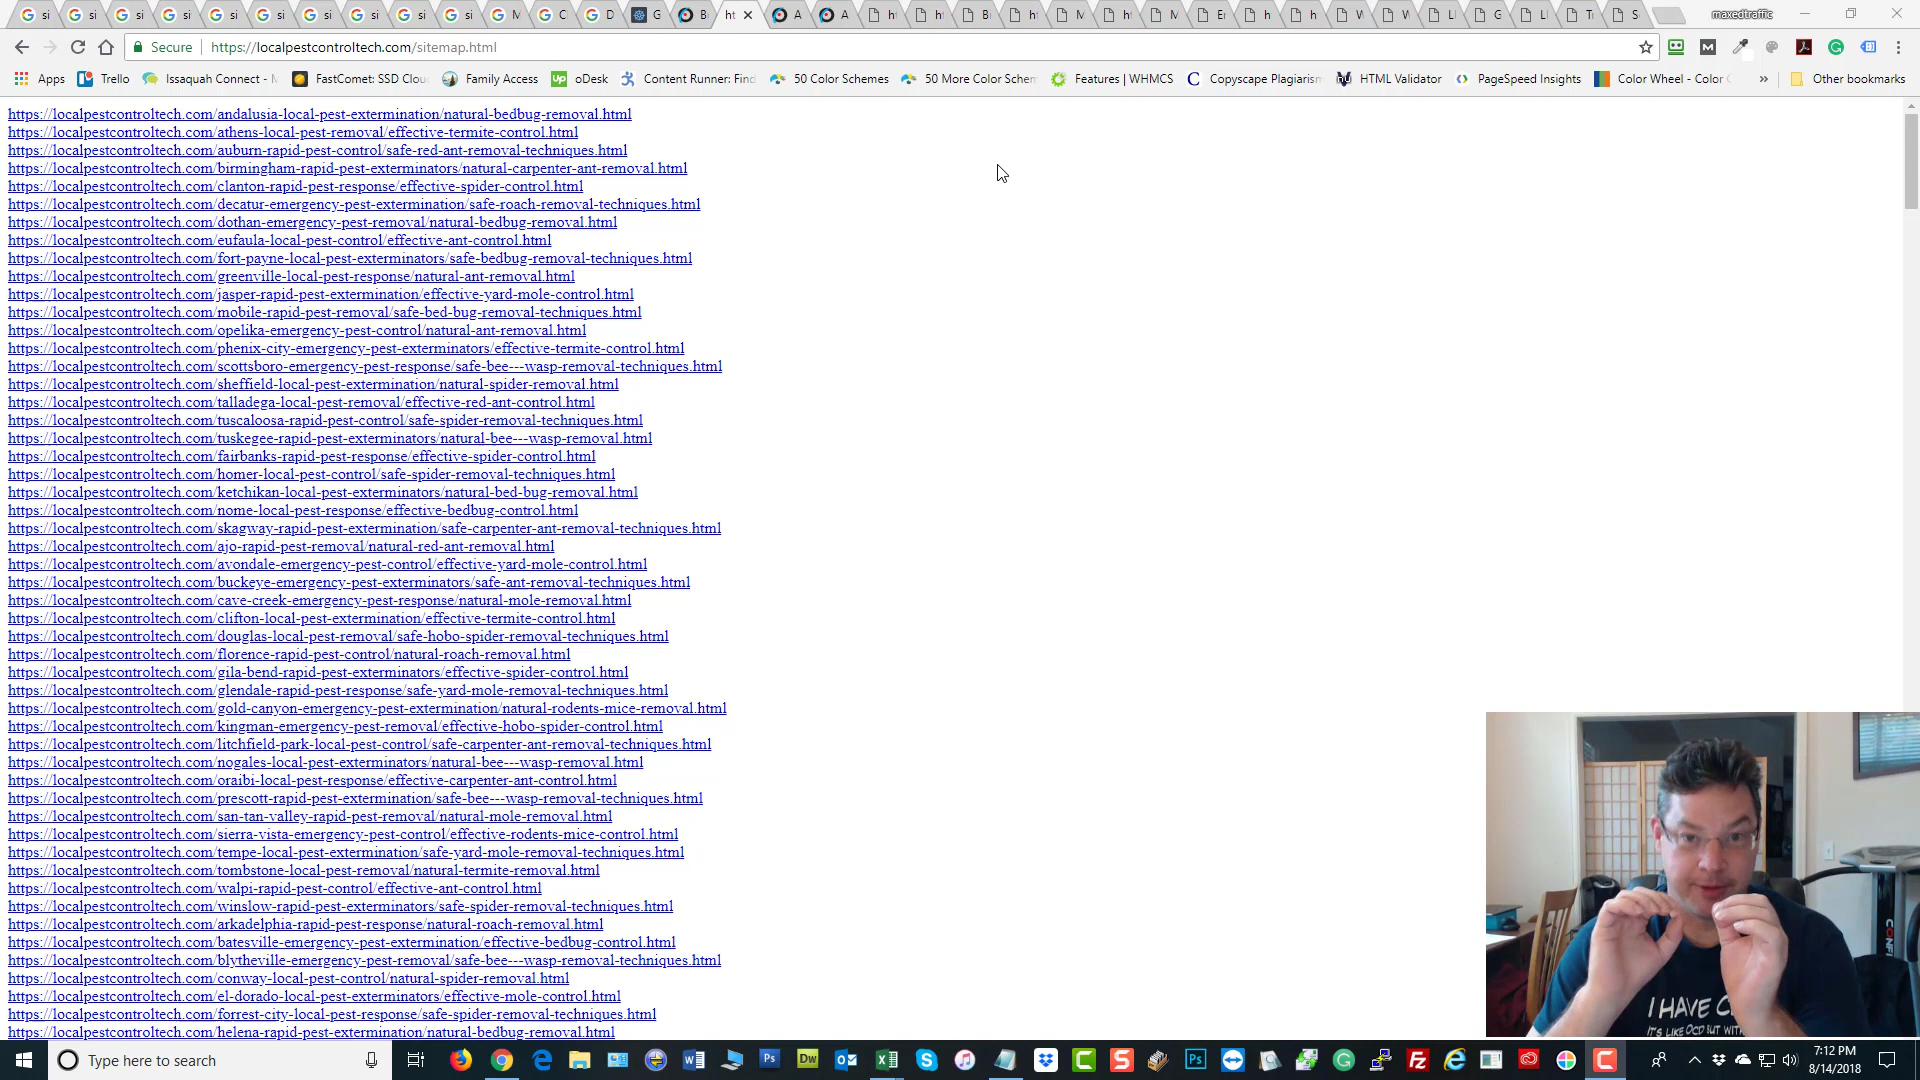 si
si
si
si
si
si
si
si
si
si
M
C
D
G
B
ht
A
A
ht
ht
B
ht
M
ht
M
Er
h
h
W
W
LI
G
LI
Tr
S
maxedtraffic
Secure
https://localpestcontroltech.com/sitemap.html
Apps
Trello
Issaquah Connect - M
FastComet: SSD Clou
Family Access
oDesk
Content Runner: Find
50 Color Schemes
50 More Color Schem
Features | WHMCS
Copyscape Plagiarism
HTML Validator
PageSpeed Insights
Color Wheel - Color
»
Other bookmarks
https://localpestcontroltech.com/andalusia-local-pest-extermination/natural-bedbug-removal.html
https://localpestcontroltech.com/athens-local-pest-removal/effective-termite-control.html
https://localpestcontroltech.com/auburn-rapid-pest-control/safe-red-ant-removal-techniques.html
https://localpestcontroltech.com/birmingham-rapid-pest-exterminators/natural-carpenter-ant-removal.html
https://localpestcontroltech.com/clanton-rapid-pest-response/effective-spider-control.html
https://localpestcontroltech.com/decatur-emergency-pest-extermination/safe-roach-removal-techniques.html
https://localpestcontroltech.com/dothan-emergency-pest-removal/natural-bedbug-removal.html
https://localpestcontroltech.com/eufaula-local-pest-control/effective-ant-control.html
https://localpestcontroltech.com/fort-payne-local-pest-exterminators/safe-bedbug-removal-techniques.html
https://localpestcontroltech.com/greenville-local-pest-response/natural-ant-removal.html
https://localpestcontroltech.com/jasper-rapid-pest-extermination/effective-yard-mole-control.html
https://localpestcontroltech.com/mobile-rapid-pest-removal/safe-bed-bug-removal-techniques.html
https://localpestcontroltech.com/opelika-emergency-pest-control/natural-ant-removal.html
https://localpestcontroltech.com/phenix-city-emergency-pest-exterminators/effective-termite-control.html
https://localpestcontroltech.com/scottsboro-emergency-pest-response/safe-bee---wasp-removal-techniques.html
https://localpestcontroltech.com/sheffield-local-pest-extermination/natural-spider-removal.html
https://localpestcontroltech.com/talladega-local-pest-removal/effective-red-ant-control.html
https://localpestcontroltech.com/tuscaloosa-rapid-pest-control/safe-spider-removal-techniques.html
https://localpestcontroltech.com/tuskegee-rapid-pest-exterminators/natural-bee---wasp-removal.html
https://localpestcontroltech.com/fairbanks-rapid-pest-response/effective-spider-control.html
https://localpestcontroltech.com/homer-local-pest-control/safe-spider-removal-techniques.html
https://localpestcontroltech.com/ketchikan-local-pest-exterminators/natural-bed-bug-removal.html
https://localpestcontroltech.com/nome-local-pest-response/effective-bedbug-control.html
https://localpestcontroltech.com/skagway-rapid-pest-extermination/safe-carpenter-ant-removal-techniques.html
https://localpestcontroltech.com/ajo-rapid-pest-removal/natural-red-ant-removal.html
https://localpestcontroltech.com/avondale-emergency-pest-control/effective-yard-mole-control.html
https://localpestcontroltech.com/buckeye-emergency-pest-exterminators/safe-ant-removal-techniques.html
https://localpestcontroltech.com/cave-creek-emergency-pest-response/natural-mole-removal.html
https://localpestcontroltech.com/clifton-local-pest-extermination/effective-termite-control.html
https://localpestcontroltech.com/douglas-local-pest-removal/safe-hobo-spider-removal-techniques.html
https://localpestcontroltech.com/florence-rapid-pest-control/natural-roach-removal.html
https://localpestcontroltech.com/gila-bend-rapid-pest-exterminators/effective-spider-control.html
https://localpestcontroltech.com/glendale-rapid-pest-response/safe-yard-mole-removal-techniques.html
https://localpestcontroltech.com/gold-canyon-emergency-pest-extermination/natural-rodents-mice-removal.html
https://localpestcontroltech.com/kingman-emergency-pest-removal/effective-hobo-spider-control.html
https://localpestcontroltech.com/litchfield-park-local-pest-control/safe-carpenter-ant-removal-techniques.html
https://localpestcontroltech.com/nogales-local-pest-exterminators/natural-bee---wasp-removal.html
https://localpestcontroltech.com/oraibi-local-pest-response/effective-carpenter-ant-control.html
https://localpestcontroltech.com/prescott-rapid-pest-extermination/safe-bee---wasp-removal-techniques.html
https://localpestcontroltech.com/san-tan-valley-rapid-pest-removal/natural-mole-removal.html
https://localpestcontroltech.com/sierra-vista-emergency-pest-control/effective-rodents-mice-control.html
https://localpestcontroltech.com/tempe-local-pest-extermination/safe-yard-mole-removal-techniques.html
https://localpestcontroltech.com/tombstone-local-pest-removal/natural-termite-removal.html
https://localpestcontroltech.com/walpi-rapid-pest-control/effective-ant-control.html
https://localpestcontroltech.com/winslow-rapid-pest-exterminators/safe-spider-removal-techniques.html
https://localpestcontroltech.com/arkadelphia-rapid-pest-response/natural-roach-removal.html
https://localpestcontroltech.com/batesville-emergency-pest-extermination/effective-bedbug-control.html
https://localpestcontroltech.com/blytheville-emergency-pest-removal/safe-bee---wasp-removal-techniques.html
https://localpestcontroltech.com/conway-local-pest-control/natural-spider-removal.html
https://localpestcontroltech.com/el-dorado-local-pest-exterminators/effective-mole-control.html
https://localpestcontroltech.com/forrest-city-local-pest-response/safe-spider-removal-techniques.html
https://localpestcontroltech.com/helena-rapid-pest-extermination/natural-bedbug-removal.html
I HAVE C
IT'S LIKE OCD BUT WITH
Type here to search
7:12 PM
8/14/2018